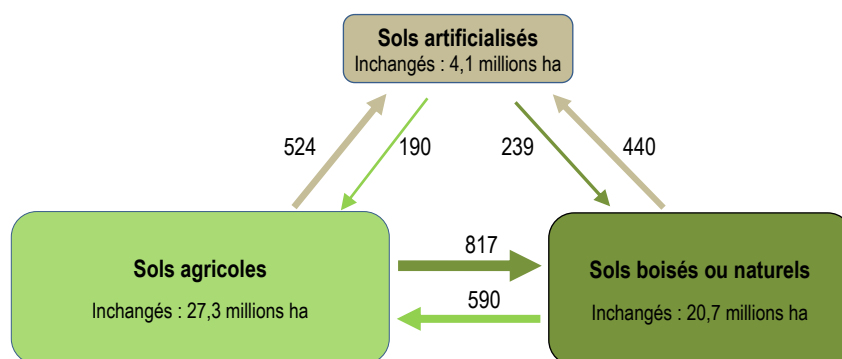 Sols artificialisés
Inchangés : 4,1 millions ha
524
190
239
440
Sols agricoles
Inchangés : 27,3 millions ha
817
590
Sols boisés ou naturels
Inchangés : 20,7 millions ha